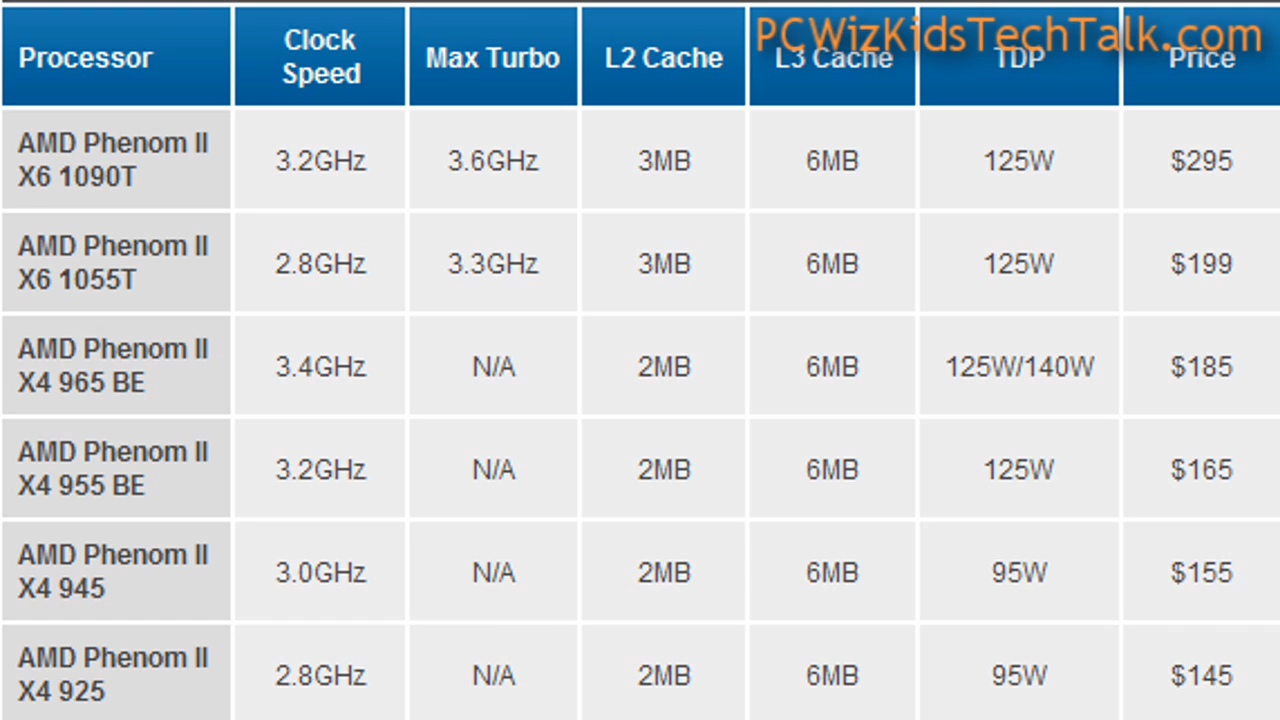 PCWizKidsTechTalk.com
Processor Clock Speed Max Turbo L2 Cache L3 Cache TDP Price
AMD Phenom II X6 1090T 3.2GHz 3.6GHz 3MB 6MB 125W $295
AMD Phenom II X6 1055T 2.8GHz 3.3GHz 3MB 6MB 125W $199
AMD Phenom II X4 965 BE 3.4GHz N/A 2MB 6MB 125W/140W $185
AMD Phenom II X4 955 BE 3.2GHz N/A 2MB 6MB 125W $165
AMD Phenom II X4 945 3.0GHz N/A 2MB 6MB 95W $155
AMD Phenom II X4 925 2.8GHz N/A 2MB 6MB 95W $145